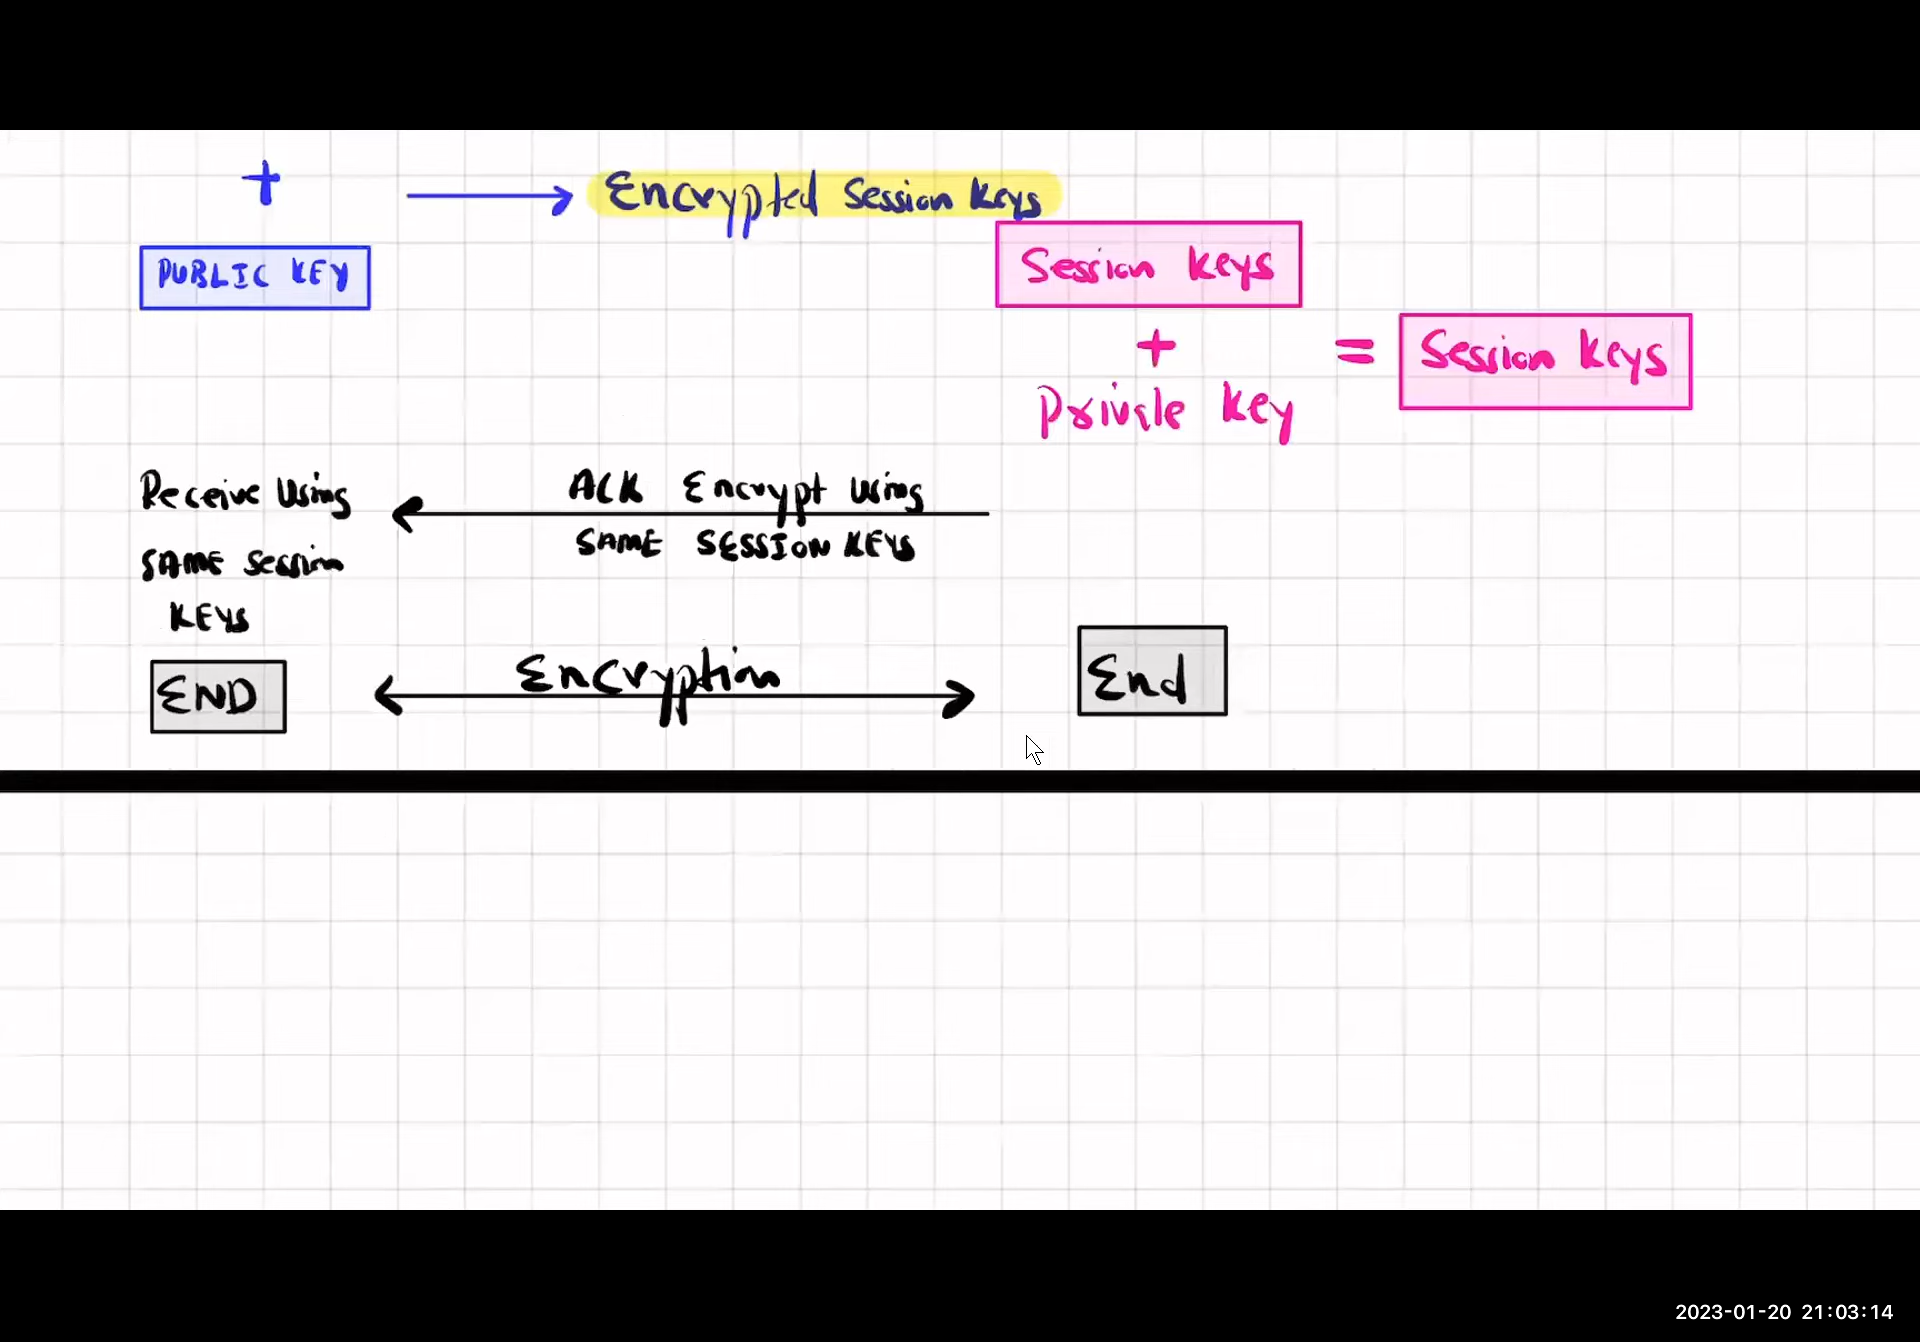 +
Encrypted Session Keys
PUBLIC KEY
Session Keys
+
=
Session Keys
Private Key
Receive Using
SAME Session
KEYS
ACK Encrypt Using
SAME SESSION KEYS
END
Encryption
End
2023-01-20 21:03:14